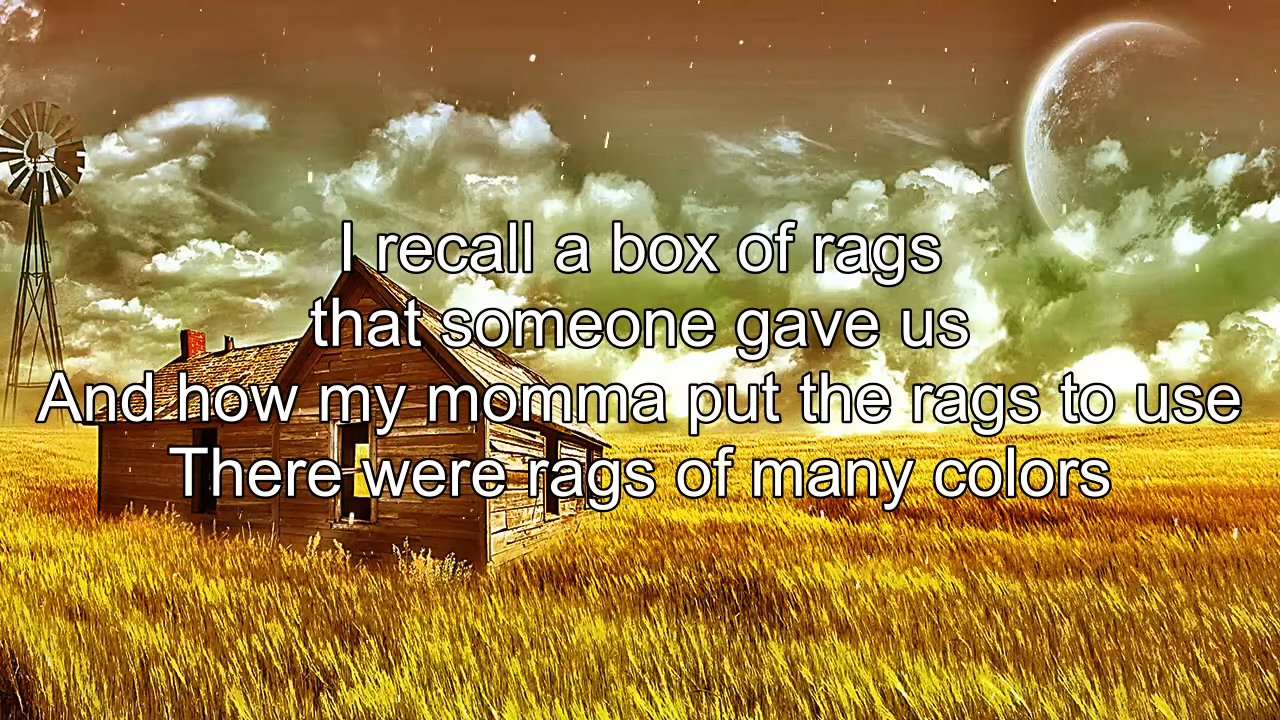 I recall a box of rags
that someone gave us
And how my momma put the rags to use
There were rags of many colors